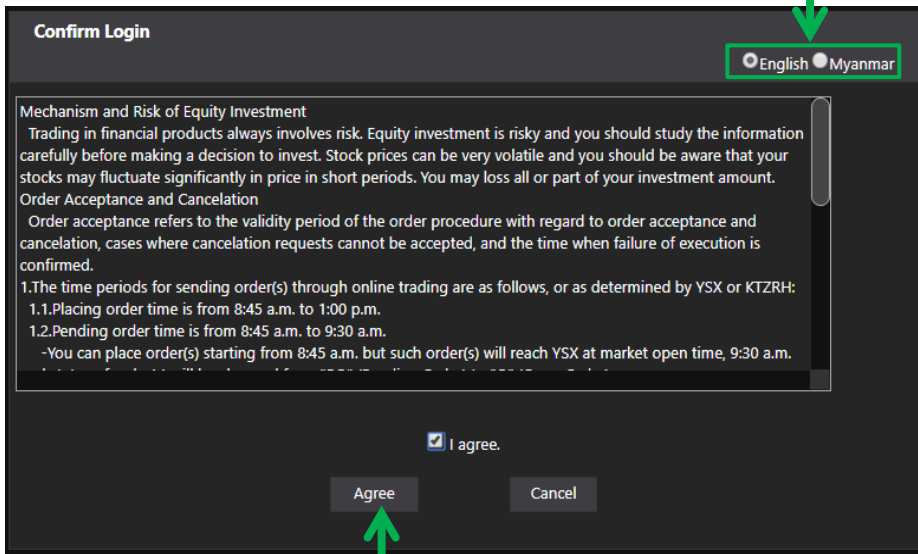 Confirm Login
English Myanmar
Mechanism and Risk of Equity Investment
Trading in financial products always involves risk. Equity investment is risky and you should study the information
carefully before making a decision to invest. Stock prices can be very volatile and you should be aware that your
stocks may fluctuate significantly in price in short periods. You may loss all or part of your investment amount.
Order Acceptance and Cancelation
Order acceptance refers to the validity period of the order procedure with regard to order acceptance and
cancelation, cases where cancelation requests cannot be accepted, and the time when failure of execution is
confirmed.
1.The time periods for sending order(s) through online trading are as follows, or as determined by YSX or KTZRH:
1.1.Placing order time is from 8:45 a.m. to 1:00 p.m.
1.2.Pending order time is from 8:45 a.m. to 9:30 a.m.
-You can place order(s) starting from 8:45 a.m. but such order(s) will reach YSX at market open time, 9:30 a.m.
I agree.
Agree Cancel